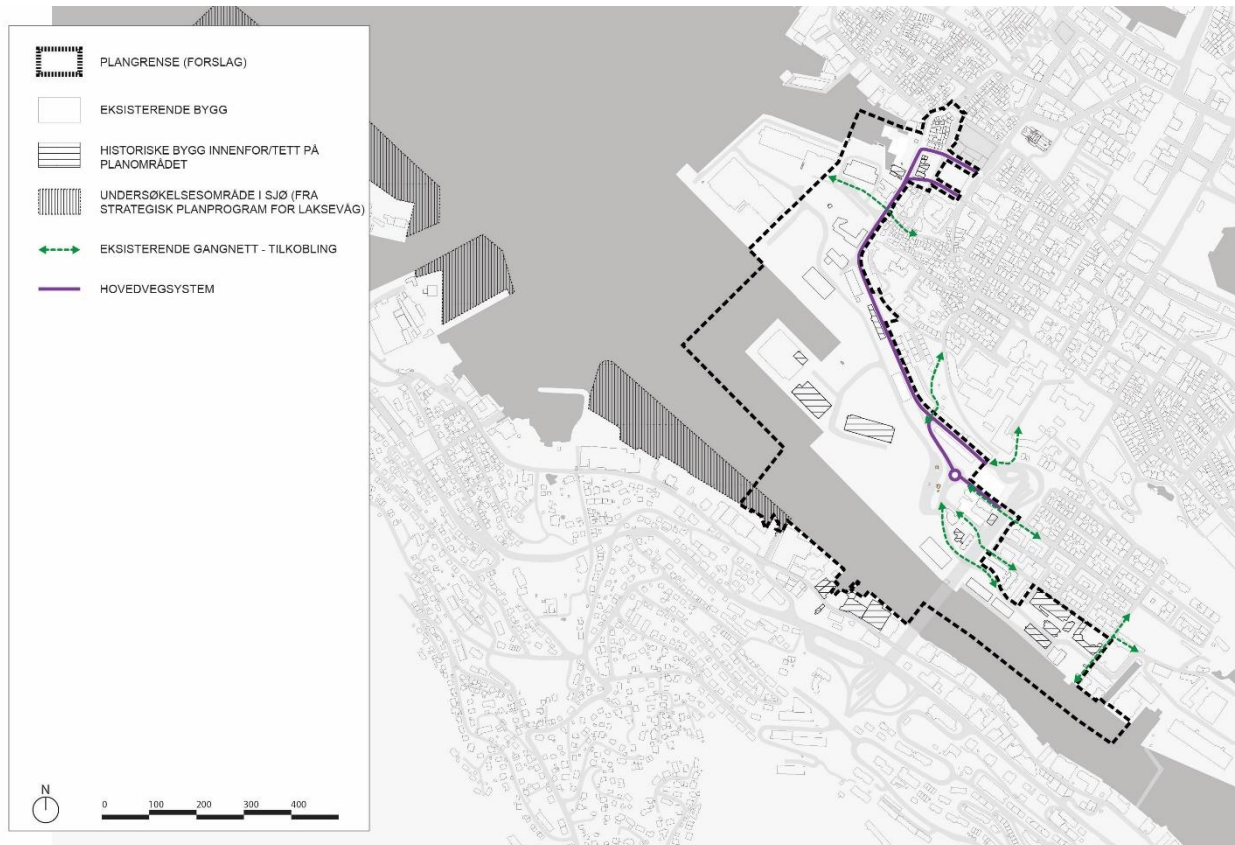 PLANGRENSE (FORSLAG)
EKSISTERENDE BYGG
HISTORISKE BYGG INNENFOR/TETT PÅ
PLANOMRÅDET
UNDERSØKELSESOMRÅDE I SJØ (FRA
STRATEGISK PLANPROGRAM FOR LAKSEVÅG)
EKSISTERENDE GANGNETT - TILKOBLING
HOVEDVEGSYSTEM
N
0 100 200 300 400